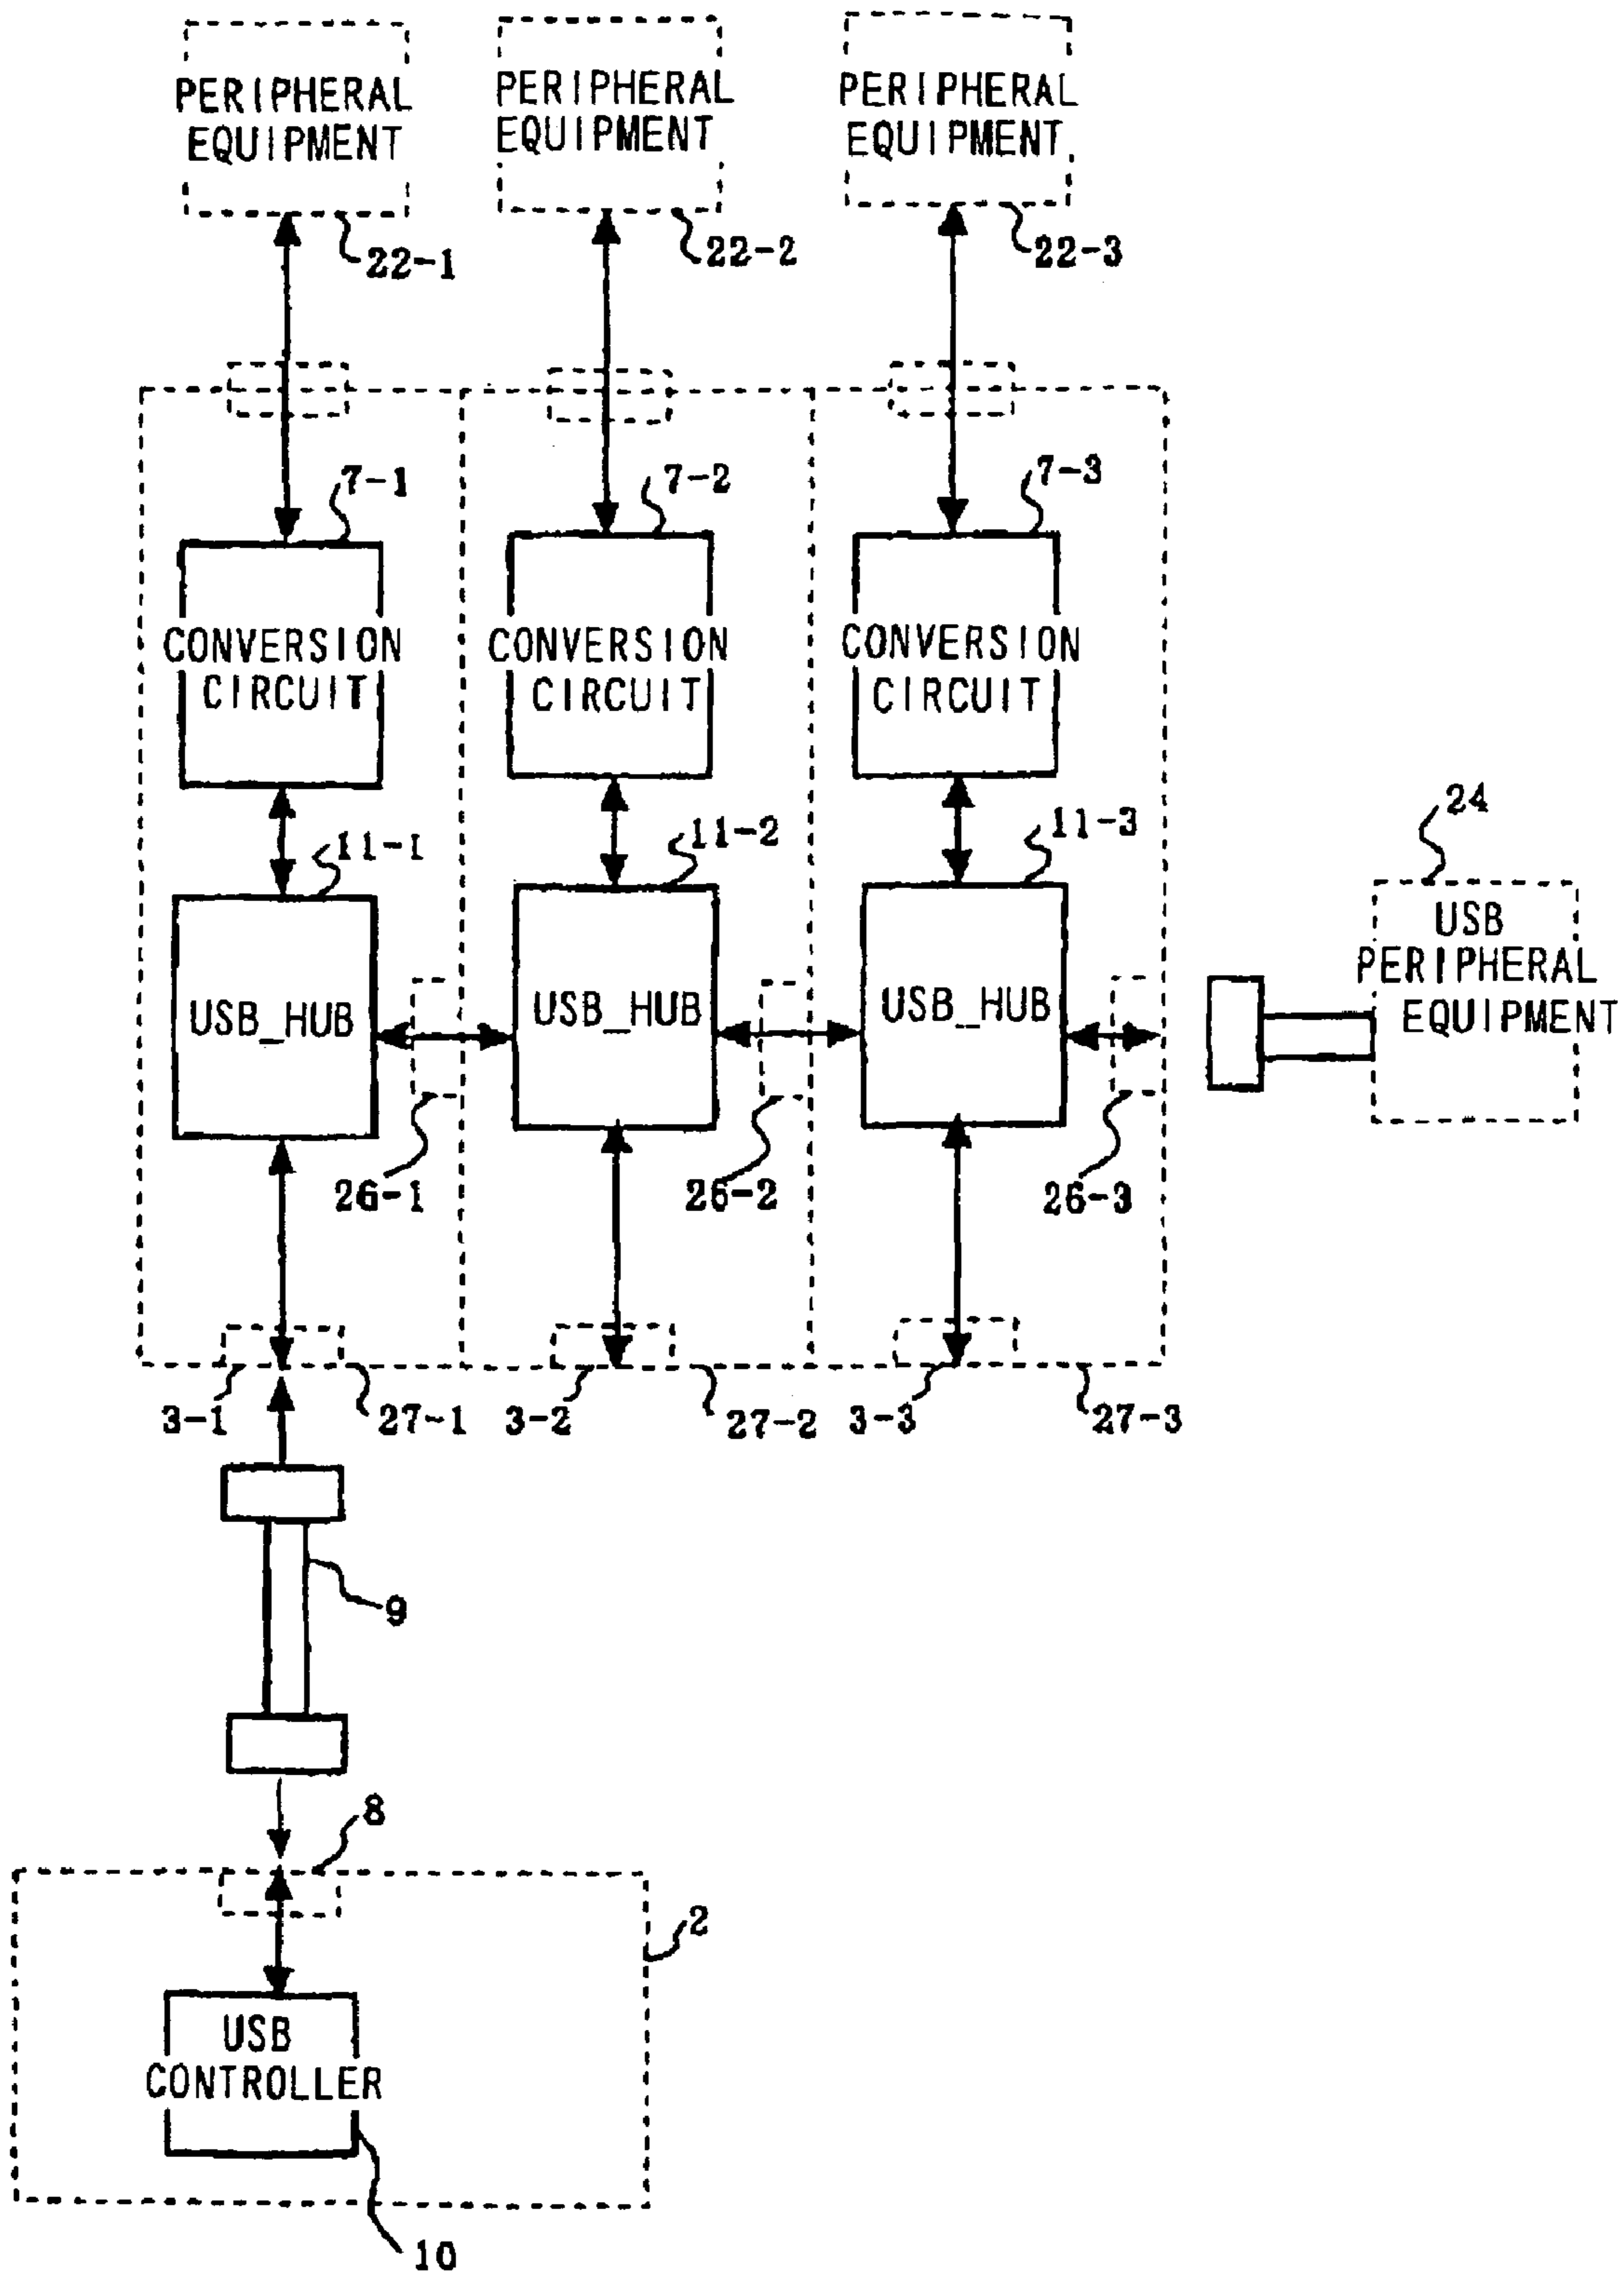 PERIPHERAL
EQUIPMENT
PERIPHERAL
EQUIPMENT
PERIPHERAL
EQUIPMENT
22-1
22-2
22-3
7-1
7-2
7-3
CONVERSION
CIRCUIT
CONVERSION
CIRCUIT
CONVERSION
CIRCUIT
11-1
11-2
11-3
24
USB_HUB
USB_HUB
USB_HUB
USB
PERIPHERAL
EQUIPMENT
26-1
26-2
26-3
3-1
27-1
3-2
27-2
3-3
27-3
9
8
2
USB
CONTROLLER
10